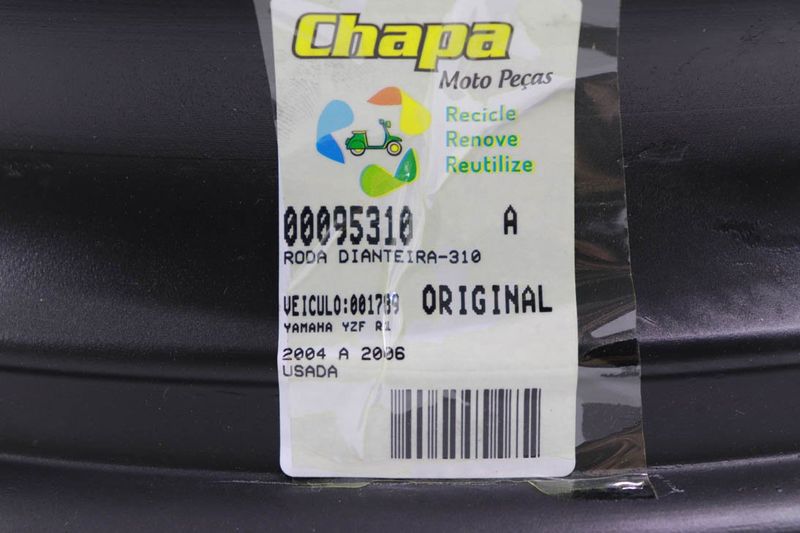 Chapa
Moto Peças
Recicle
Renove
Reutilize
00095310 A
RODA DIANTEIRA-310
VEICULO:001789 ORIGINAL
YAMAHA YZF R1
2004 A 2006
USADA